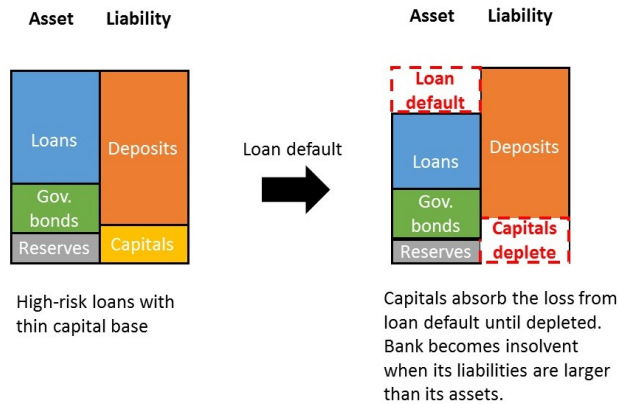 Asset Liability
Loans
Deposits
Gov.
bonds
Reserves
Capitals
High-risk loans with
thin capital base
Loan default
Asset Liability
Loan
default
Loans
Deposits
Gov.
bonds
Reserves
Capitals
deplete
Capitals absorb the loss from
loan default until depleted.
Bank becomes insolvent
when its liabilities are larger
than its assets.